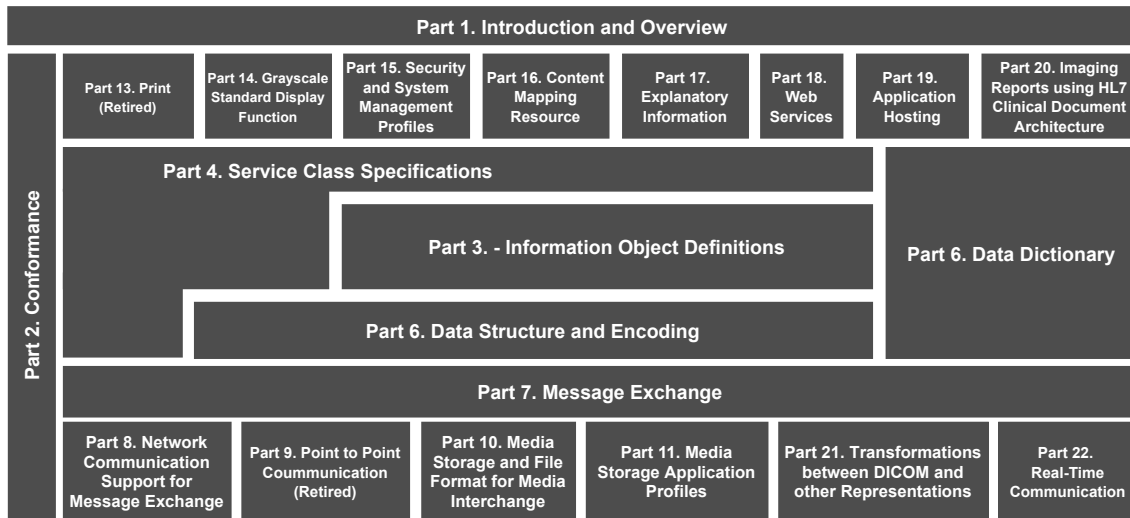 Part 1. Introduction and Overview
Part 2. Conformance
Part 13. Print
(Retired)
Part 14. Grayscale
Standard Display
Function
Part 15. Security
and System
Management
Profiles
Part 16. Content
Mapping
Resource
Part 17.
Explanatory
Information
Part 18.
Web
Services
Part 19.
Application
Hosting
Part 20. Imaging
Reports using HL7
Clinical Document
Architecture
Part 4. Service Class Specifications
Part 3. - Information Object Definitions
Part 6. Data Dictionary
Part 6. Data Structure and Encoding
Part 7. Message Exchange
Part 8. Network
Communication
Support for
Message Exchange
Part 9. Point to Point
Coummunication
(Retired)
Part 10. Media
Storage and File
Format for Media
Interchange
Part 11. Media
Storage Application
Profiles
Part 21. Transformations
between DICOM and
other Representations
Part 22.
Real-Time
Communication